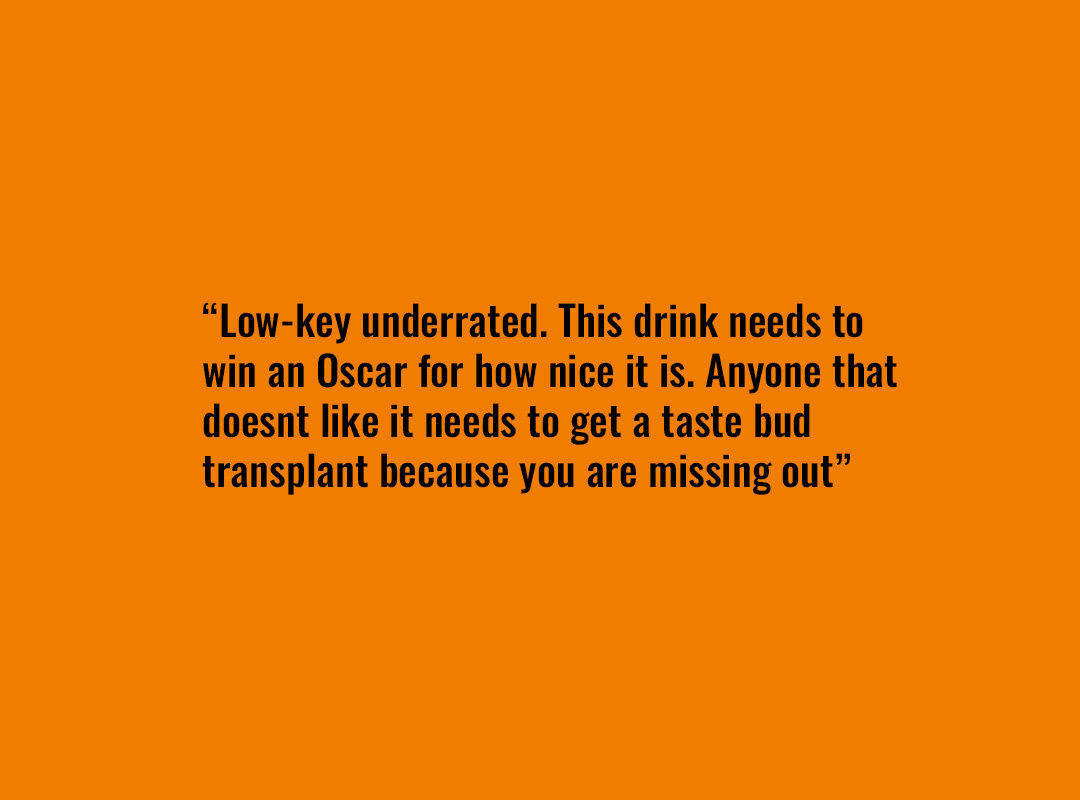 “Low-key underrated. This drink needs to
win an Oscar for how nice it is. Anyone that
doesnt like it needs to get a taste bud
transplant because you are missing out”